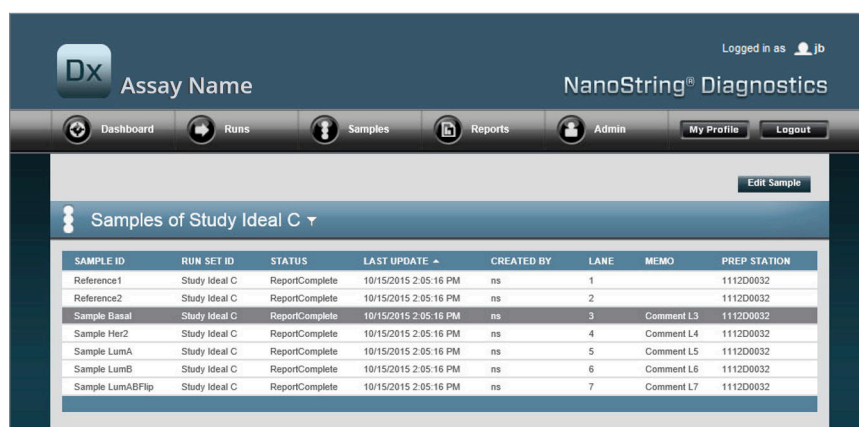 Logged in as jb
Dx Assay Name NanoString® Diagnostics
Dashboard Runs Samples Reports Admin My Profile Logout
Edit Sample
Samples of Study Ideal C
SAMPLE ID RUN SET ID STATUS LAST UPDATE CREATED BY LANE MEMO PREP STATION
Reference1 Study Ideal C ReportComplete 10/15/2015 2:05:16 PM ns 1 1112D0032
Reference2 Study Ideal C ReportComplete 10/15/2015 2:05:16 PM ns 2 1112D0032
Sample Basal Study Ideal C ReportComplete 10/15/2015 2:05:16 PM ns 3 Comment L3 1112D0032
Sample Her2 Study Ideal C ReportComplete 10/15/2015 2:05:16 PM ns 4 Comment L4 1112D0032
Sample LumA Study Ideal C ReportComplete 10/15/2015 2:05:16 PM ns 5 Comment L5 1112D0032
Sample LumB Study Ideal C ReportComplete 10/15/2015 2:05:16 PM ns 6 Comment L6 1112D0032
Sample LumABFlip Study Ideal C ReportComplete 10/15/2015 2:05:16 PM ns 7 Comment L7 1112D0032